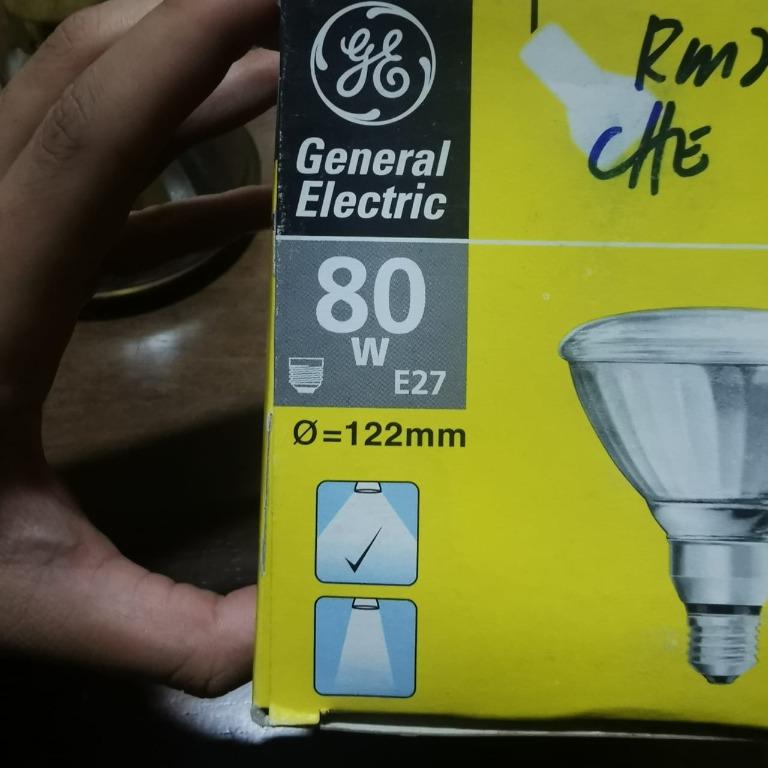 GE
General
Electric
80
W
E27
Ø=122mm
CHE